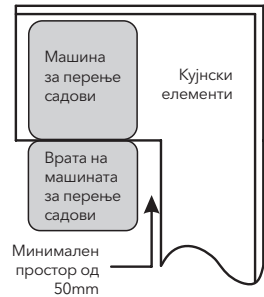 Машина
за перење
садови
Кујнски
елементи
Врата на
машината
за перење
садови
Минимален
простор од
50mm